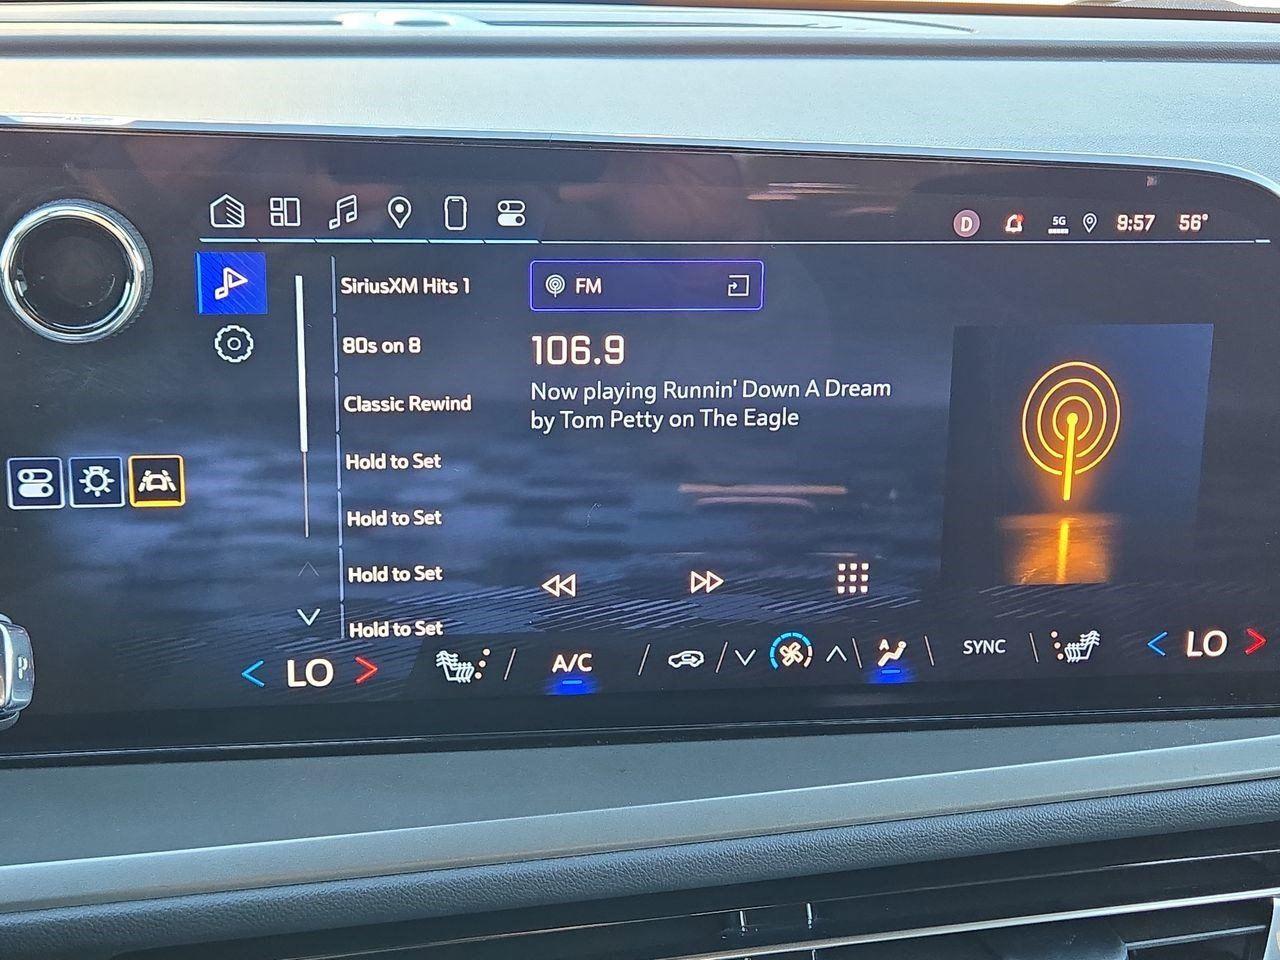 D
5G
9:57
56°
SiriusXM Hits 1
80s on 8
Classic Rewind
Hold to Set
Hold to Set
Hold to Set
Hold to Set
FM
106.9
Now playing Runnin' Down A Dream
by Tom Petty on The Eagle
LO
A/C
A
SYNC
LO